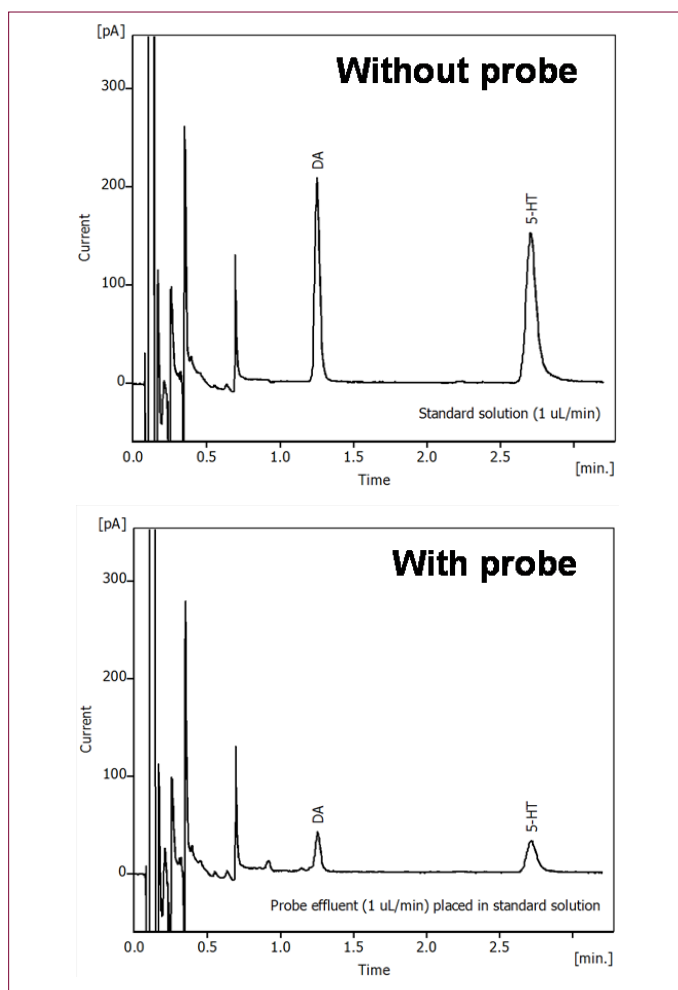 [pA]
Without probe
300
DA
5-HT
200
Current
100
0
Standard solution (1 uL/min)
0.0 0.5 1.0 1.5 2.0 2.5
[min.]
Time
[pA]
With probe
300
200
Current
100
DA
5-HT
0
Probe effluent (1 uL/min) placed in standard solution
0.0 0.5 1.0 1.5 2.0 2.5
[min.]
Time